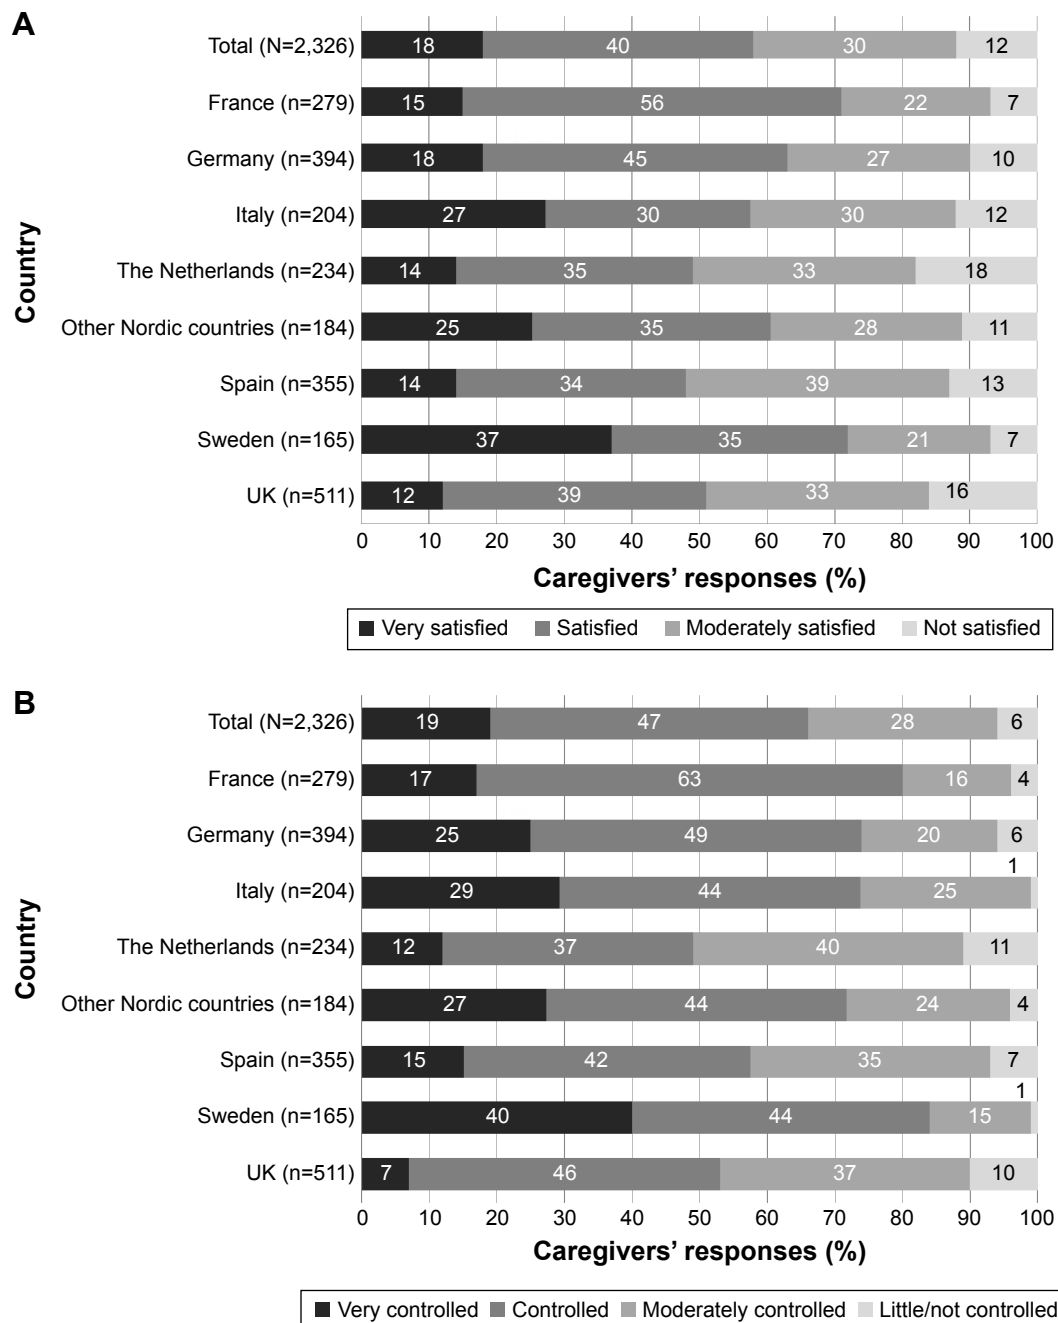 A
Country
Total (N=2,326) 18 40 30 12
France (n=279) 15 56 22 7
Germany (n=394) 18 45 27 10
Italy (n=204) 27 30 30 12
The Netherlands (n=234) 14 35 33 18
Other Nordic countries (n=184) 25 35 28 11
Spain (n=355) 14 34 39 13
Sweden (n=165) 37 35 21 7
UK (n=511) 12 39 33 16
0 10 20 30 40 50 60 70 80 90 100
Caregivers’ responses (%)
Very satisfied Satisfied Moderately satisfied Not satisfied
B
Country
Total (N=2,326) 19 47 28 6
France (n=279) 17 63 16 4
Germany (n=394) 25 49 20 6
1
Italy (n=204) 29 44 25
The Netherlands (n=234) 12 37 40 11
Other Nordic countries (n=184) 27 44 24 4
Spain (n=355) 15 42 35 7
1
Sweden (n=165) 40 44 15
UK (n=511) 7 46 37 10
0 10 20 30 40 50 60 70 80 90 100
Caregivers’ responses (%)
Very controlled Controlled Moderately controlled Little/not controlled